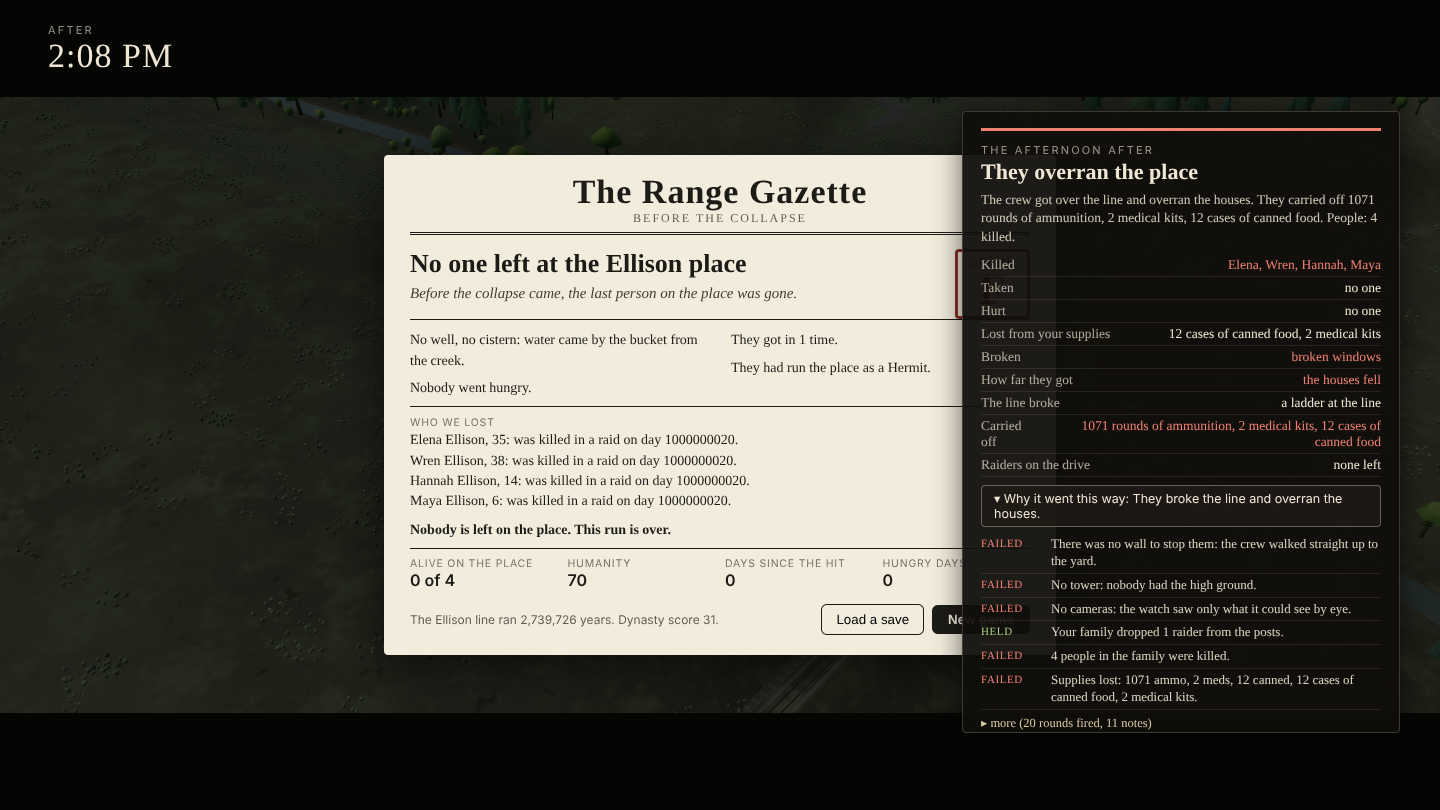 AFTER
2:08 PM
The Range Gazette
BEFORE THE COLLAPSE
No one left at the Ellison place
Before the collapse came, the last person on the place was gone.
No well, no cistern: water came by the bucket from
the creek.
Nobody went hungry.
They got in 1 time.
They had run the place as a Hermit.
WHO WE LOST
Elena Ellison, 35: was killed in a raid on day 1000000020.
Wren Ellison, 38: was killed in a raid on day 1000000020.
Hannah Ellison, 14: was killed in a raid on day 1000000020.
Maya Ellison, 6: was killed in a raid on day 1000000020.
Nobody is left on the place. This run is over.
ALIVE ON THE PLACE
0 of 4
HUMANITY
70
DAYS SINCE THE HIT
0
HUNGRY DAYS
0
The Ellison line ran 2,739,726 years. Dynasty score 31.
Load a save
New game
THE AFTERNOON AFTER
They overran the place
The crew got over the line and overran the houses. They carried off 1071
rounds of ammunition, 2 medical kits, 12 cases of canned food. People: 4
killed.
Killed Elena, Wren, Hannah, Maya
Taken no one
Hurt no one
Lost from your supplies 12 cases of canned food, 2 medical kits
Broken broken windows
How far they got the houses fell
The line broke a ladder at the line
Carried off 1071 rounds of ammunition, 2 medical kits, 12 cases of
canned food
Raiders on the drive none left
▾ Why it went this way: They broke the line and overran the
houses.
FAILED There was no wall to stop them: the crew walked straight up to
the yard.
FAILED No tower: nobody had the high ground.
FAILED No cameras: the watch saw only what it could see by eye.
HELD Your family dropped 1 raider from the posts.
FAILED 4 people in the family were killed.
FAILED Supplies lost: 1071 ammo, 2 meds, 12 canned, 12 cases of
canned food, 2 medical kits.
▸ more (20 rounds fired, 11 notes)